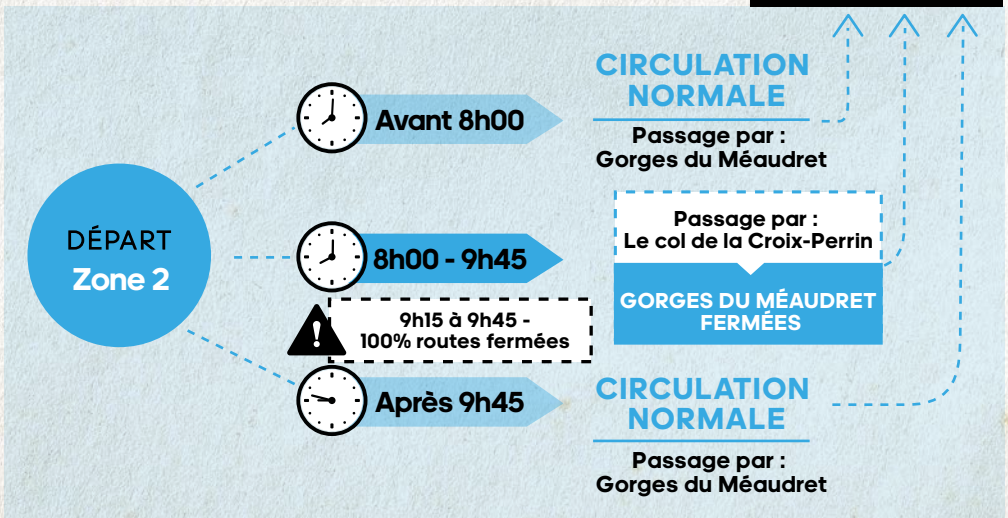 CIRCULATION
NORMALE
Avant 8h00
Passage par :
Gorges du Méaudret
DÉPART
Zone 2
8h00 - 9h45
Passage par :
Le col de la Croix-Perrin
GORGES DU MÉAUDRET
FERMÉES
9h15 à 9h45 -
100% routes fermées
Après 9h45
CIRCULATION
NORMALE
Passage par :
Gorges du Méaudret